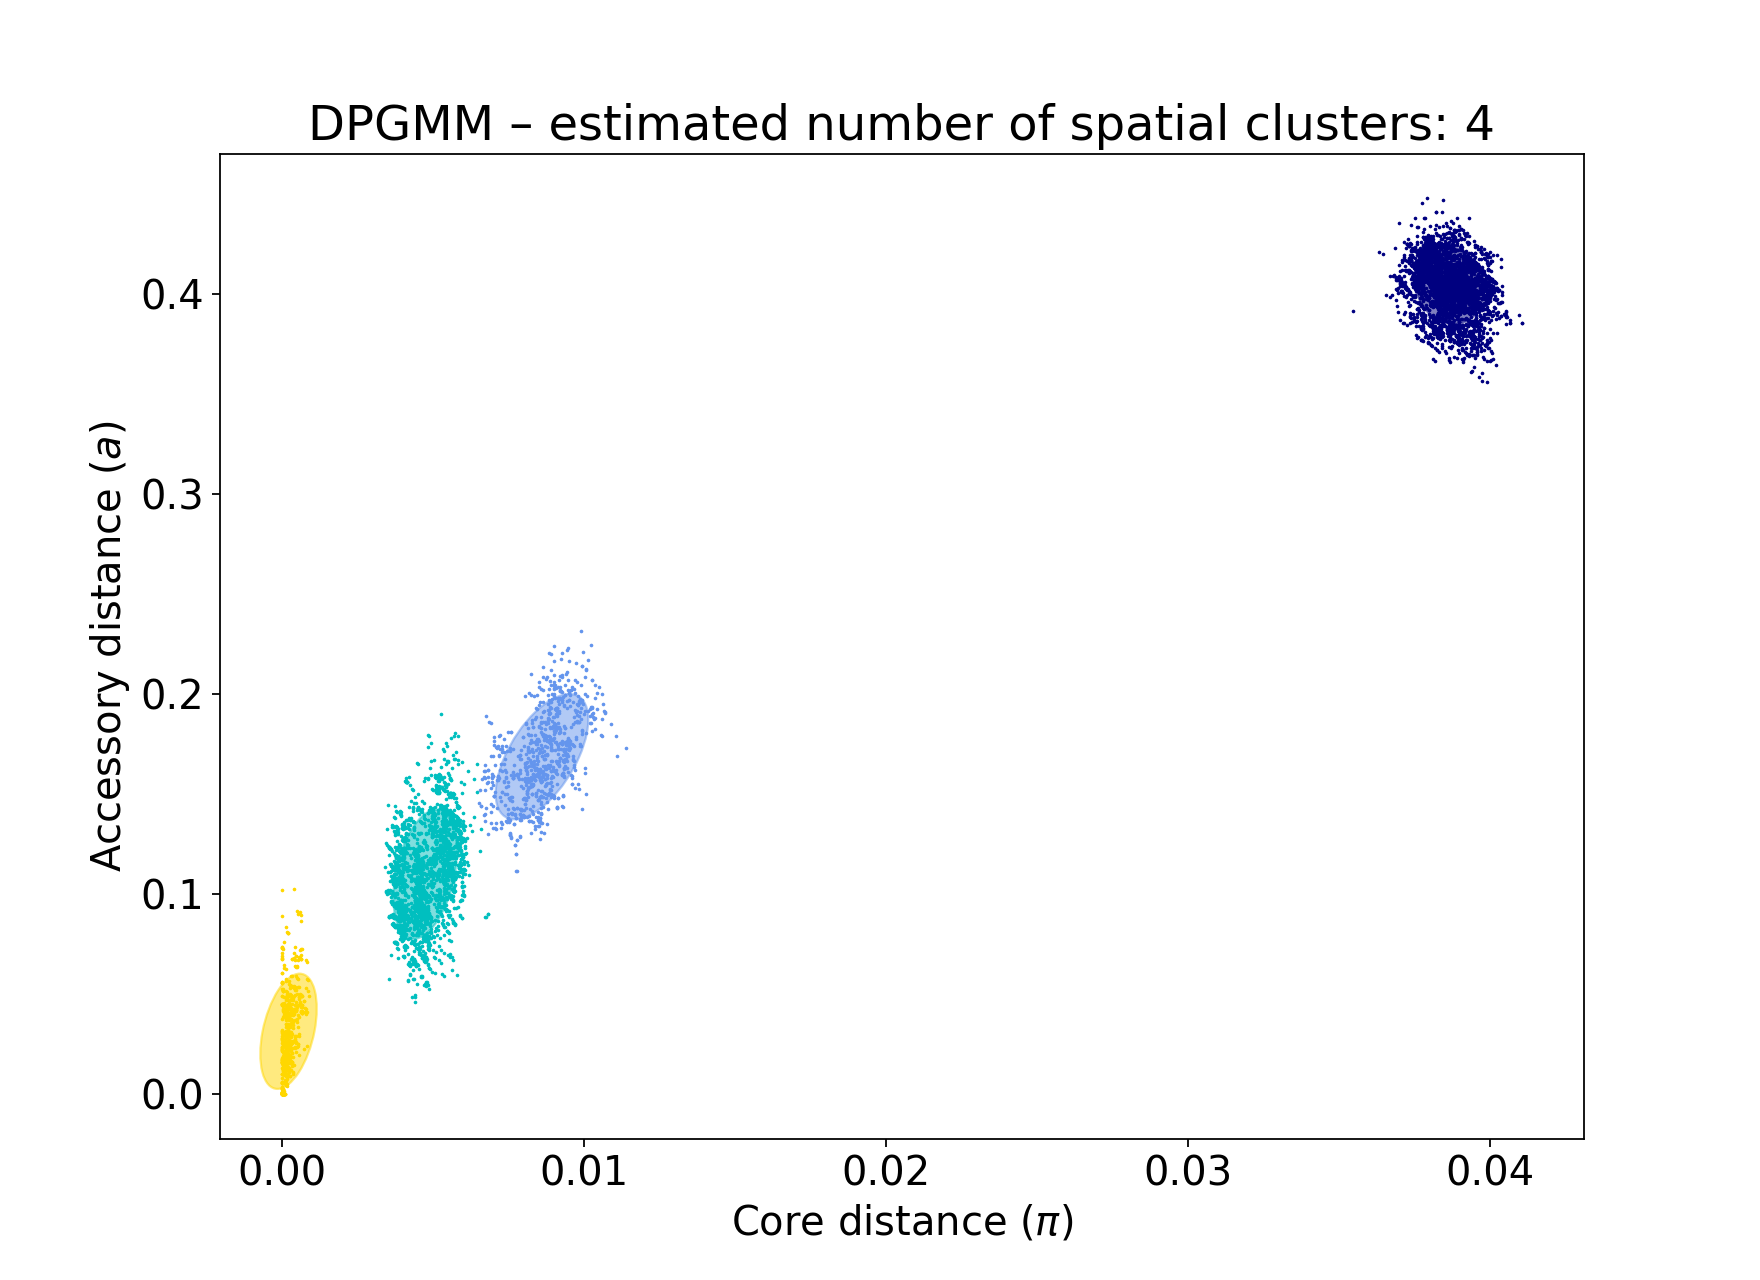 DPGMM – estimated number of spatial clusters: 4
Accessory distance (a)
0.4
0.3
0.2
0.1
0.0
0.00 0.01 0.02 0.03 0.04
Core distance (π)